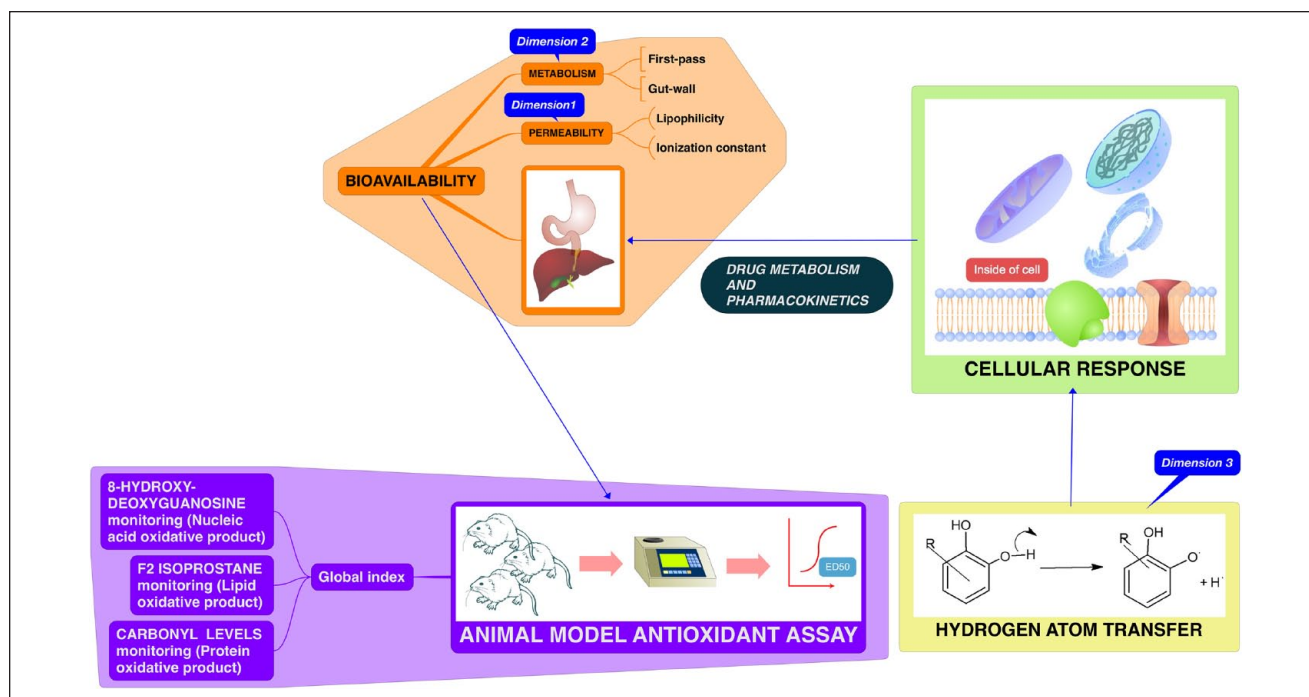 Dimension 2
METABOLISM
First-pass
Gut-wall
Dimension1
PERMEABILITY
Lipophilicity
Ionization constant
BIOAVAILABILITY
DRUG METABOLISM
AND
PHARMACOKINETICS
Inside of cell
CELLULAR RESPONSE
Dimension 3
HO
R
O
H
R
OH
O·
+ H·
HYDROGEN ATOM TRANSFER
8-HYDROXY-
DEOXYGUANOSINE
monitoring (Nucleic
acid oxidative product)
F2 ISOPROSTANE
monitoring (Lipid
oxidative product)
CARBONYL LEVELS
monitoring (Protein
oxidative product)
Global index
ED50
ANIMAL MODEL ANTIOXIDANT ASSAY